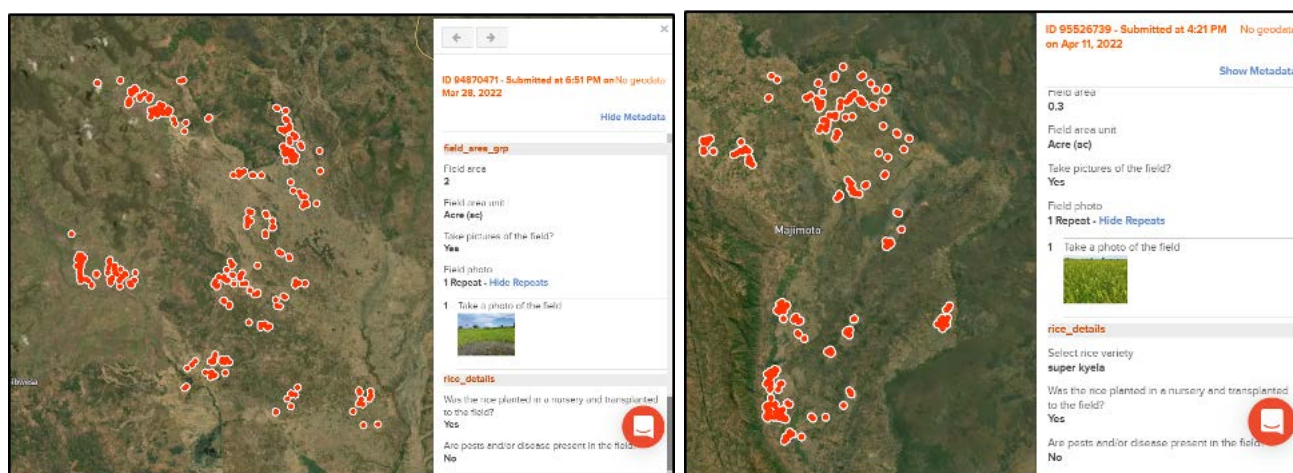 ID 94870471 - Submitted at 6:51 PM on No geodata
Mar 28, 2022
Hide Metadata
field_area_grp
Field area
2
Field area unit
Acre (ac)
Take pictures of the field?
Yes
Field photo
1 Repeat - Hide Repeats
1 Take a photo of the field
rice_details
Was the rice planted in a nursery and transplanted
to the field?
Yes
Are pests and/or disease present in the field
No
Majimoto
ID 95526739 - Submitted at 4:21 PM No geodata
on Apr 11, 2022
Show Metadata
Field area
0.3
Field area unit
Acre (ac)
Take pictures of the field?
Yes
Field photo
1 Repeat - Hide Repeats
1 Take a photo of the field
rice_details
Select rice variety
super kyela
Was the rice planted in a nursery and transplanted
to the field?
Yes
Are pests and/or disease present in the field?
No